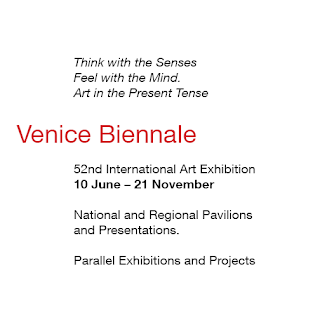 Think with the Senses
Feel with the Mind.
Art in the Present Tense
Venice Biennale
52nd International Art Exhibition
10 June – 21 November
National and Regional Pavilions
and Presentations.
Parallel Exhibitions and Projects